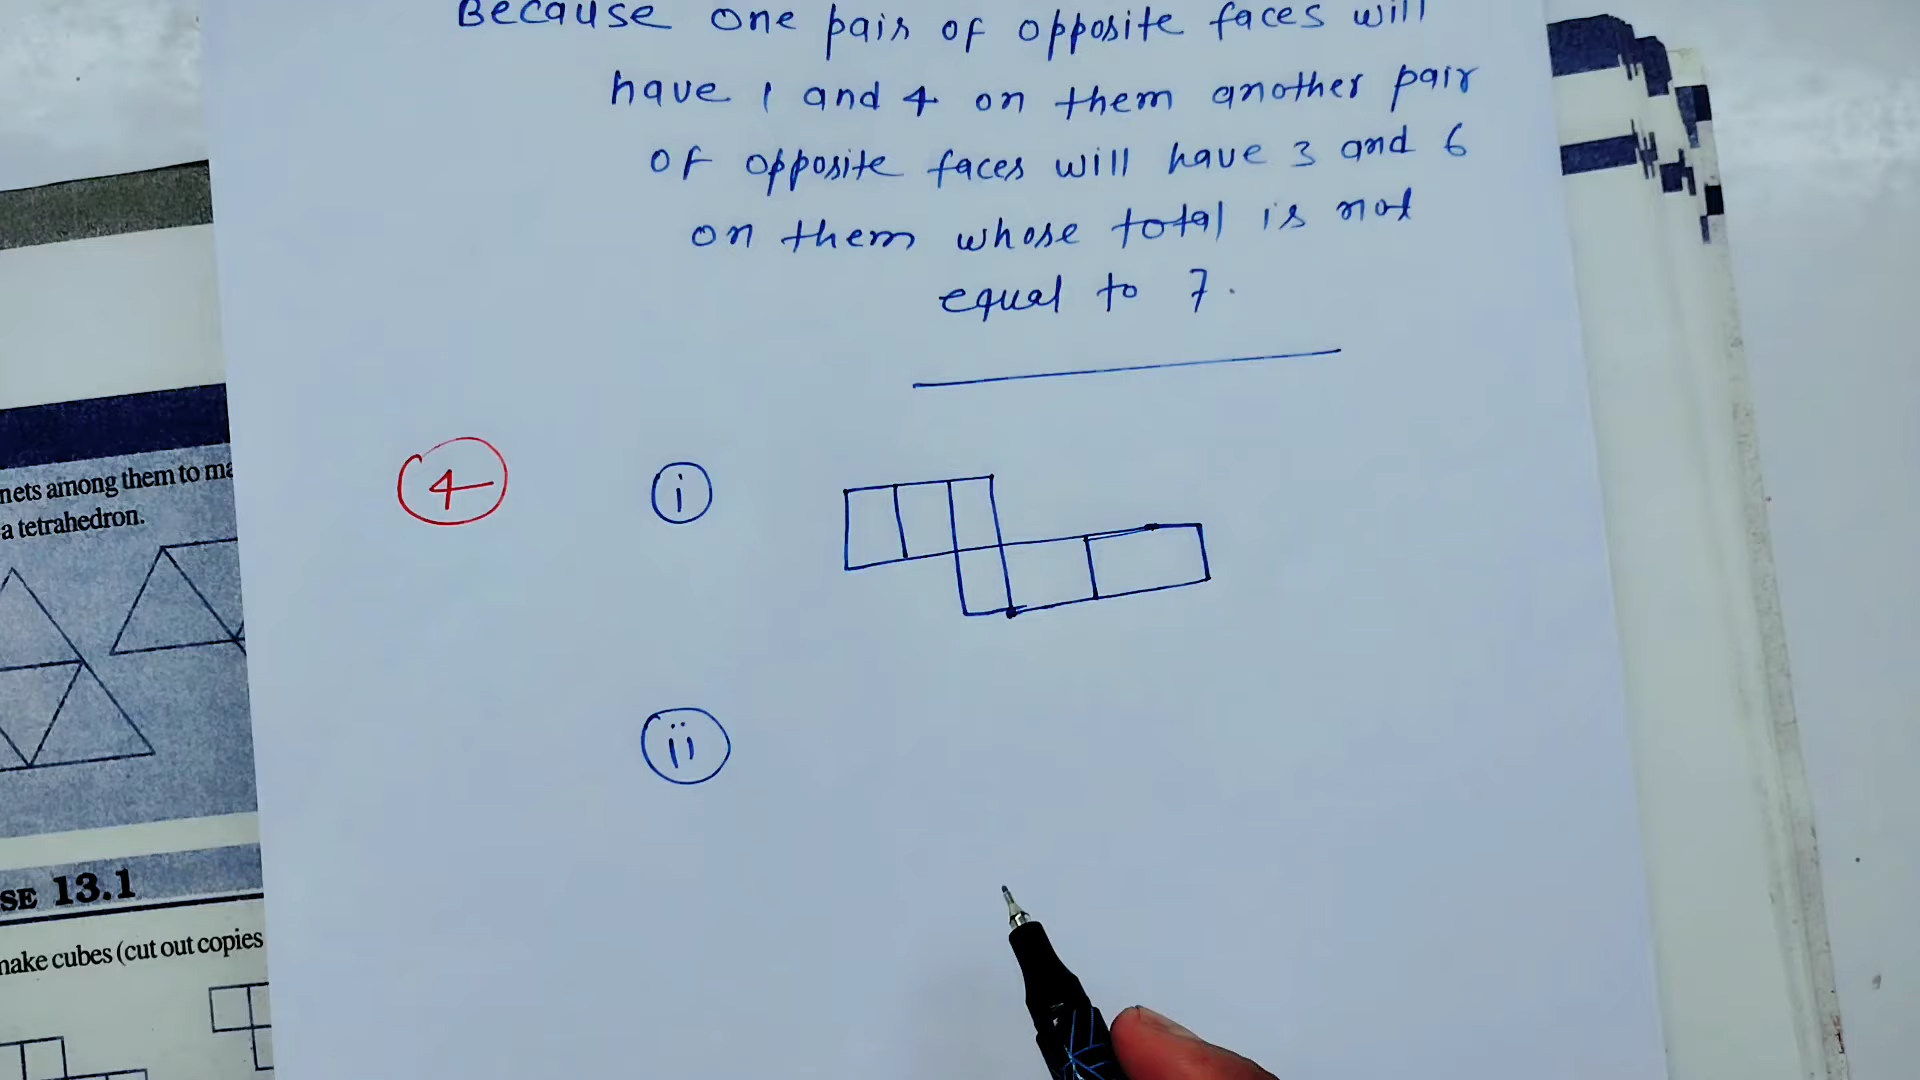 Because one pair of opposite faces will
have 1 and 4 on them another pair
of opposite faces will have 3 and 6
on them whose total is not
equal to 7.
4
i
ii
nets among them to ma
a tetrahedron.
SE 13.1
make cubes (cut out copies